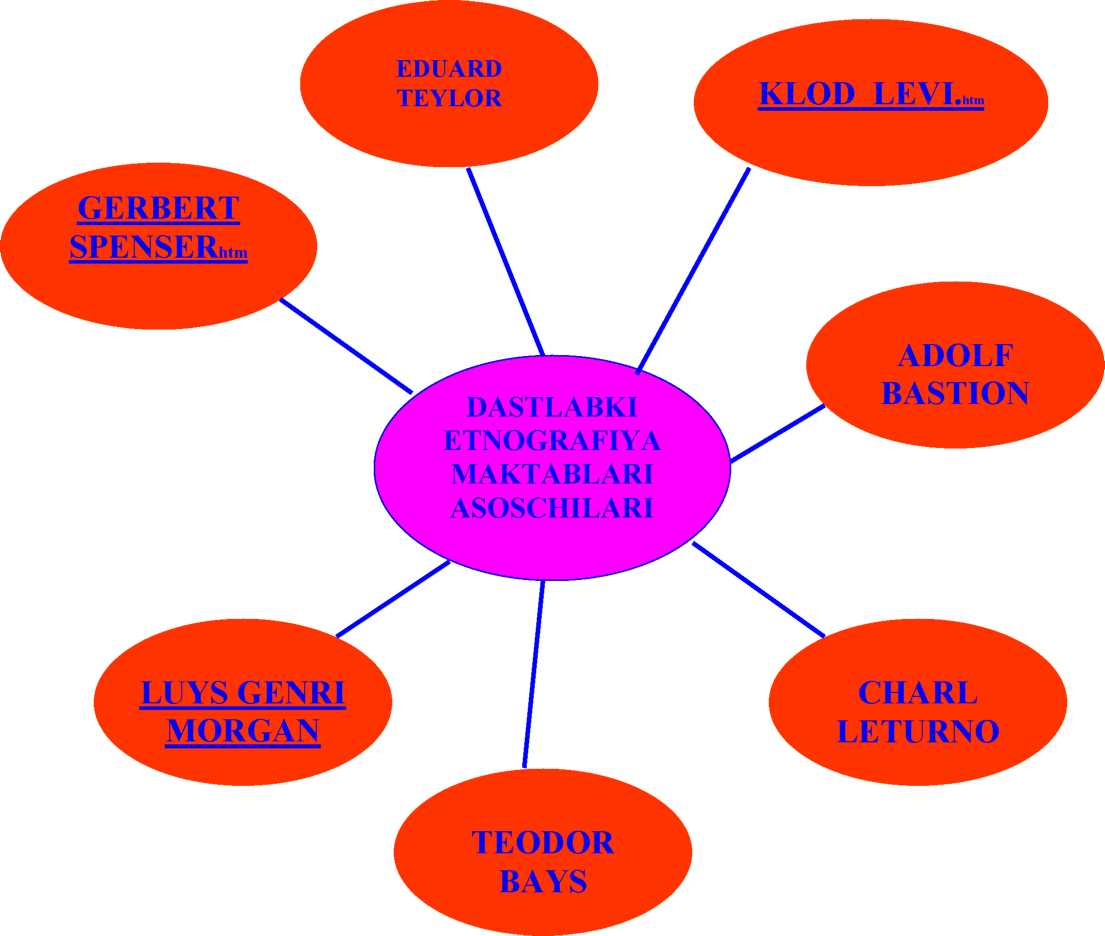 EDUARD
TEYLOR
KLOD LEVI.htm
GERBERT
SPENSERhtm
ADOLF
BASTION
DASTLABKI
ETNOGRAFIYA
MAKTABLARI
ASOSCHILARI
LUYS GENRI
MORGAN
CHARL
LETURNO
TEODOR
BAYS